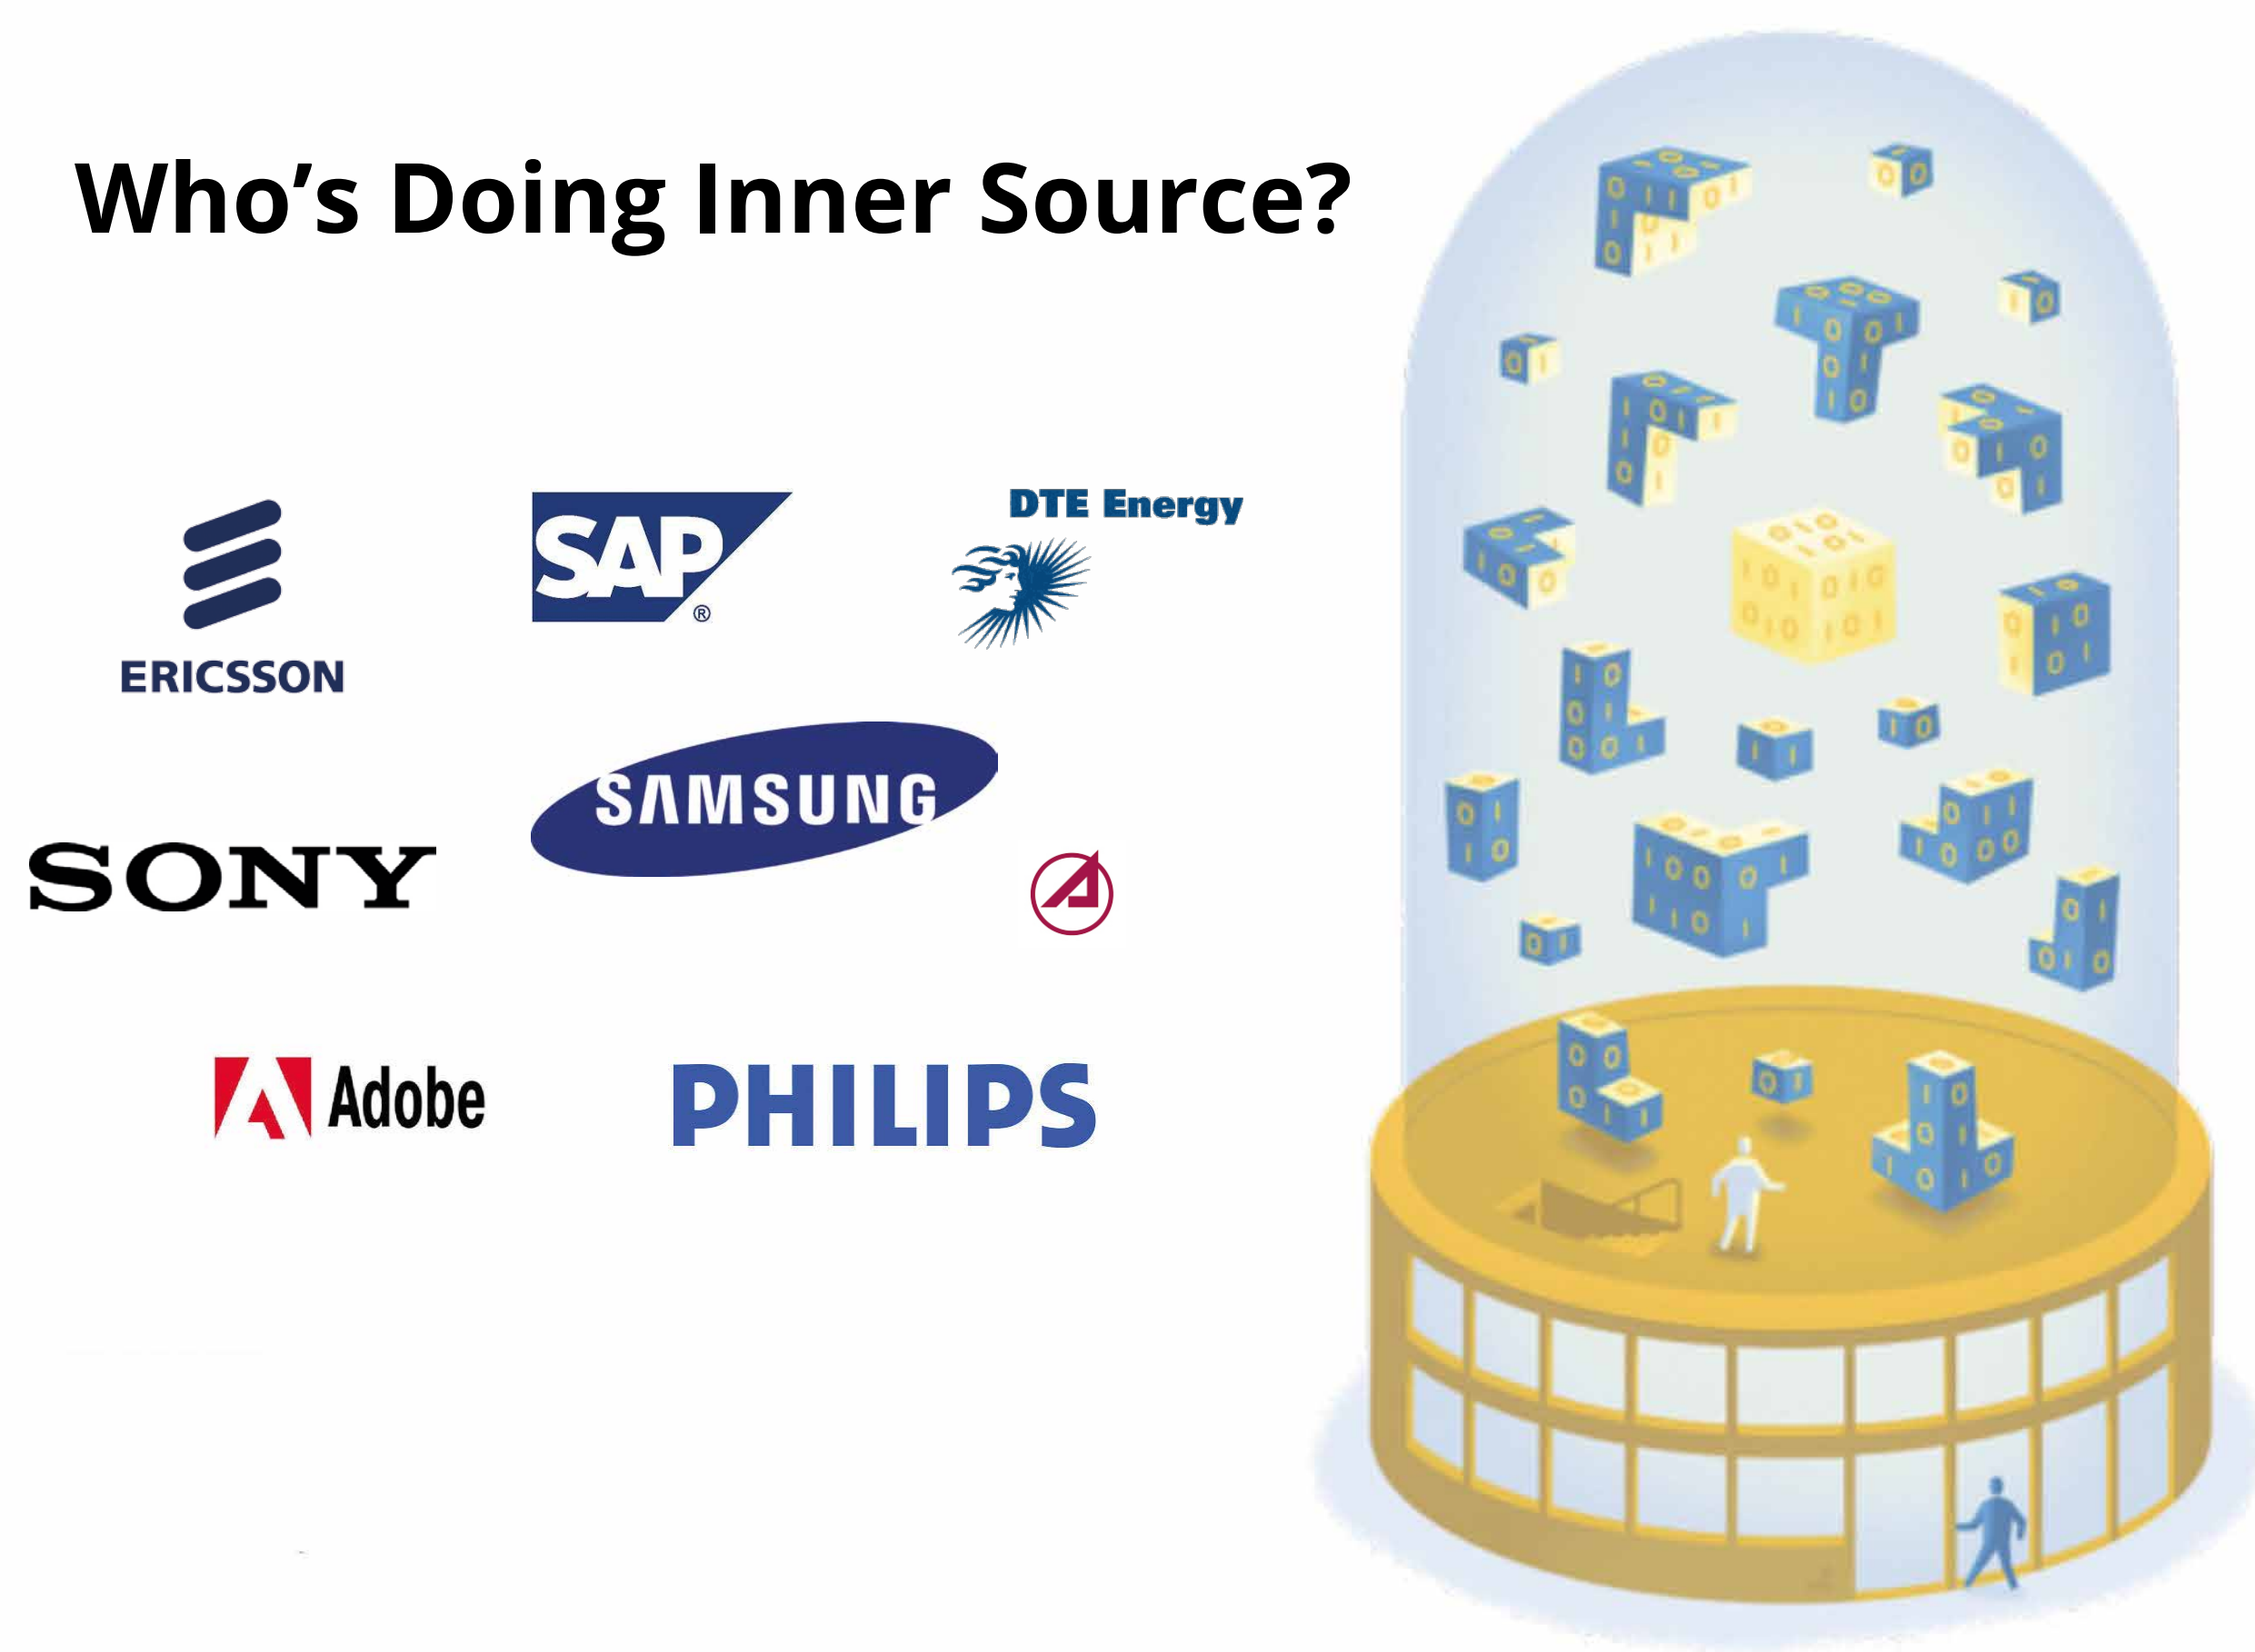 Who’s Doing Inner Source?
ERICSSON
SAP
®
DTE Energy
SONY
SAMSUNG
Adobe
PHILIPS